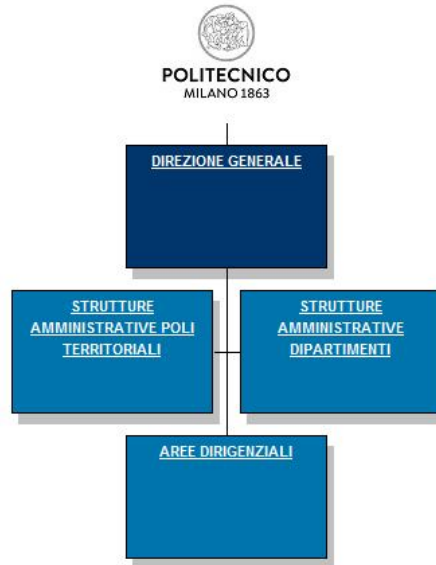 POLITECNICO
MILANO 1863
DIREZIONE GENERALE
STRUTTURE
AMMINISTRATIVE POLI
TERRITORIALI
STRUTTURE
AMMINISTRATIVE
DIPARTIMENTI
AREE DIRIGENZIALI